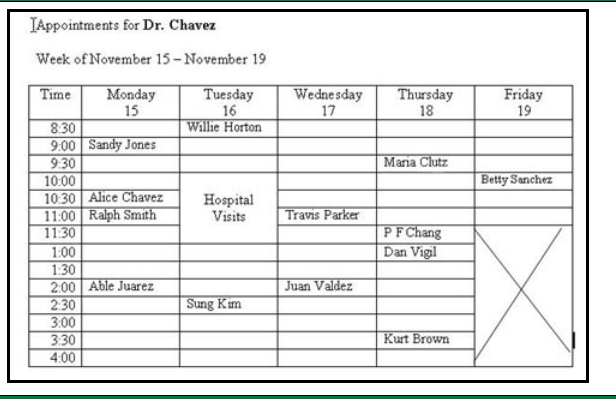 Appointments for Dr. Chavez
Week of November 15 – November 19
Time Monday Tuesday Wednesday Thursday Friday
15 16 17 18 19
8:30 Willie Horton
9:00 Sandy Jones
9:30 Maria Clutz
10:00 Betty Sanchez
10:30 Alice Chavez Hospital
11:00 Ralph Smith Visits Travis Parker
11:30 P F Chang
1:00 Dan Vigil
1:30
2:00 Able Juarez Juan Valdez
2:30 Sung Kim
3:00
3:30 Kurt Brown
4:00